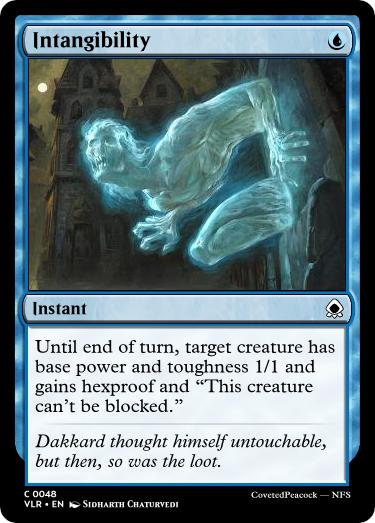 Intangibility
Instant
Until end of turn, target creature has
base power and toughness 1/1 and
gains hexproof and “This creature
can't be blocked.”
Dakkard thought himself untouchable,
but then, so was the loot.
C 0048
VLR • EN Sidharth Chaturvedi
CovetedPeacock — NFS